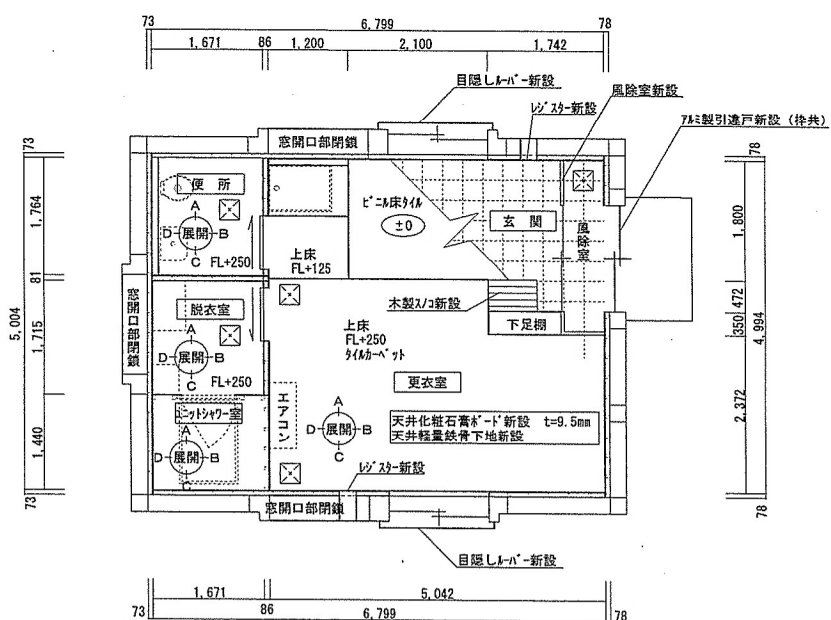 73
6,799
78
1,671
86
1,200
2,100
1,742
目隠しルーバー新設
風除室新設
レジスター新設
アルミ製引違戸新設（枠共）
73
窓開口部閉鎖
78
便 所
A
D
展開
B
C
FL+250
ビニル床タイル
±0
玄 関
風除室
1,764
1,800
上床
FL+125
81
木製スノコ新設
下足棚
472
350
窓開口部閉鎖
5,004
4,994
脱衣室
A
D
展開
B
C
FL+250
1,715
上床
FL+250
タイルカーペット
更衣室
エアコン
A
D
展開
B
C
天井化粧石膏ボード新設 t=9.5mm
天井軽量鉄骨下地新設
2,372
ユニットシャワー室
A
D
展開
B
C
1,440
レジスター新設
73
窓開口部閉鎖
78
目隠しルーバー新設
1,671
5,042
73
86
6,799
78